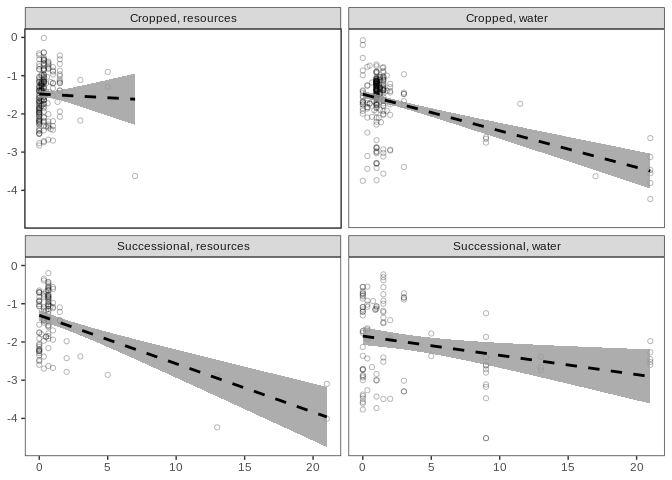 Cropped, resources
Cropped, water
0
-1
-2
-3
-4
Successional, resources
Successional, water
0
-1
-2
-3
-4
0 5 10 15 20
0 5 10 15 20